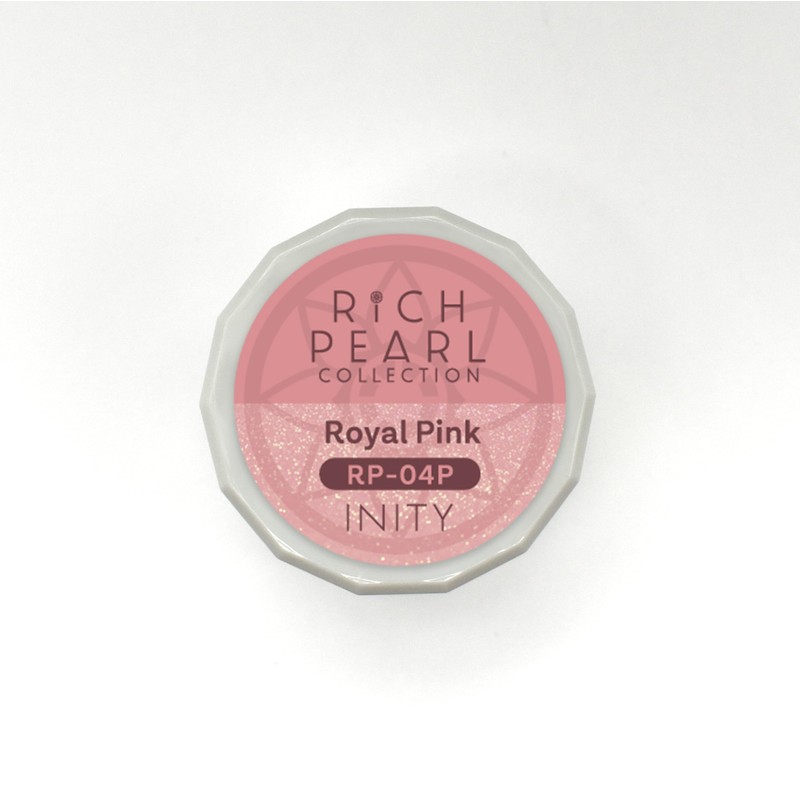 RiCH
PEARL
COLLECTION
Royal Pink
RP-04P
INITY